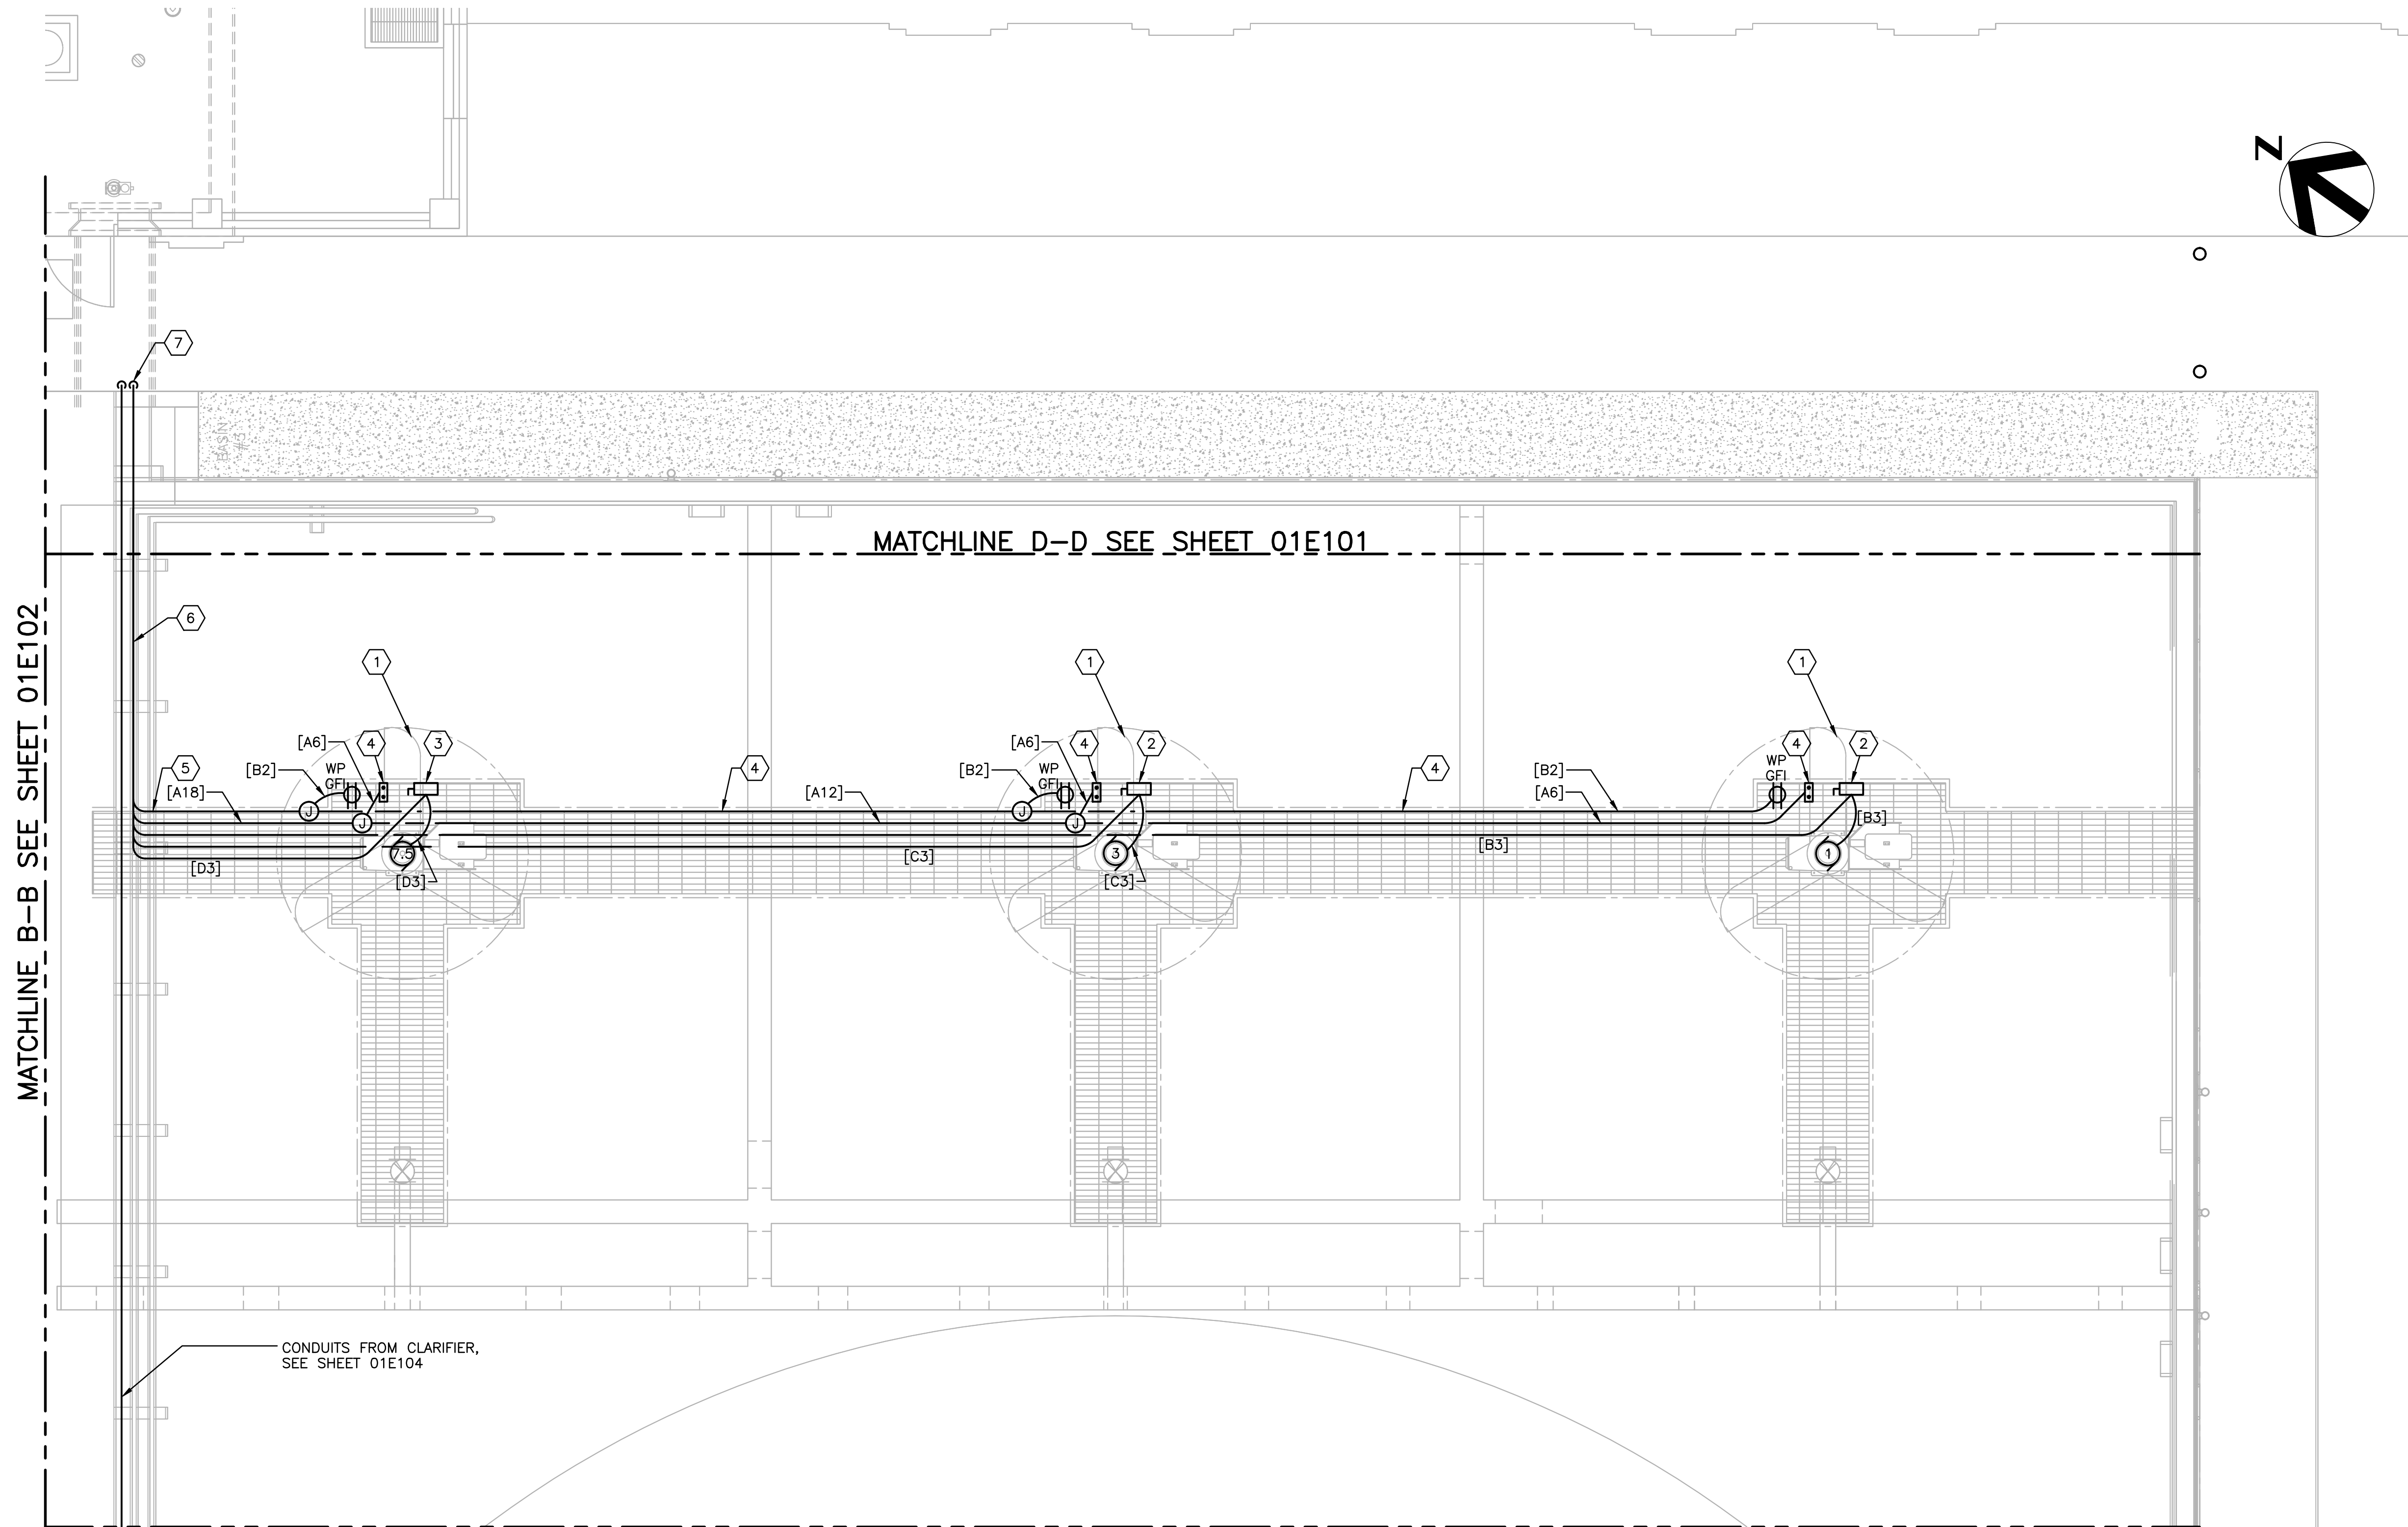 N
7
BASIN
#5
MATCHLINE D-D SEE SHEET 01E101
MATCHLINE B-B SEE SHEET 01E102
6
1
1
1
[A6]
4
3
[A6]
4
2
4
2
5
[B2]
WP
GFI
4
[B2]
WP
GFI
4
[B2]
WP
GFI
[A18]
[A12]
[A6]
J
J
J
J
[B3]
7.5
3
1
[D3]
[D3]
[C3]
[C3]
[B3]
CONDUITS FROM CLARIFIER,
SEE SHEET 01E104